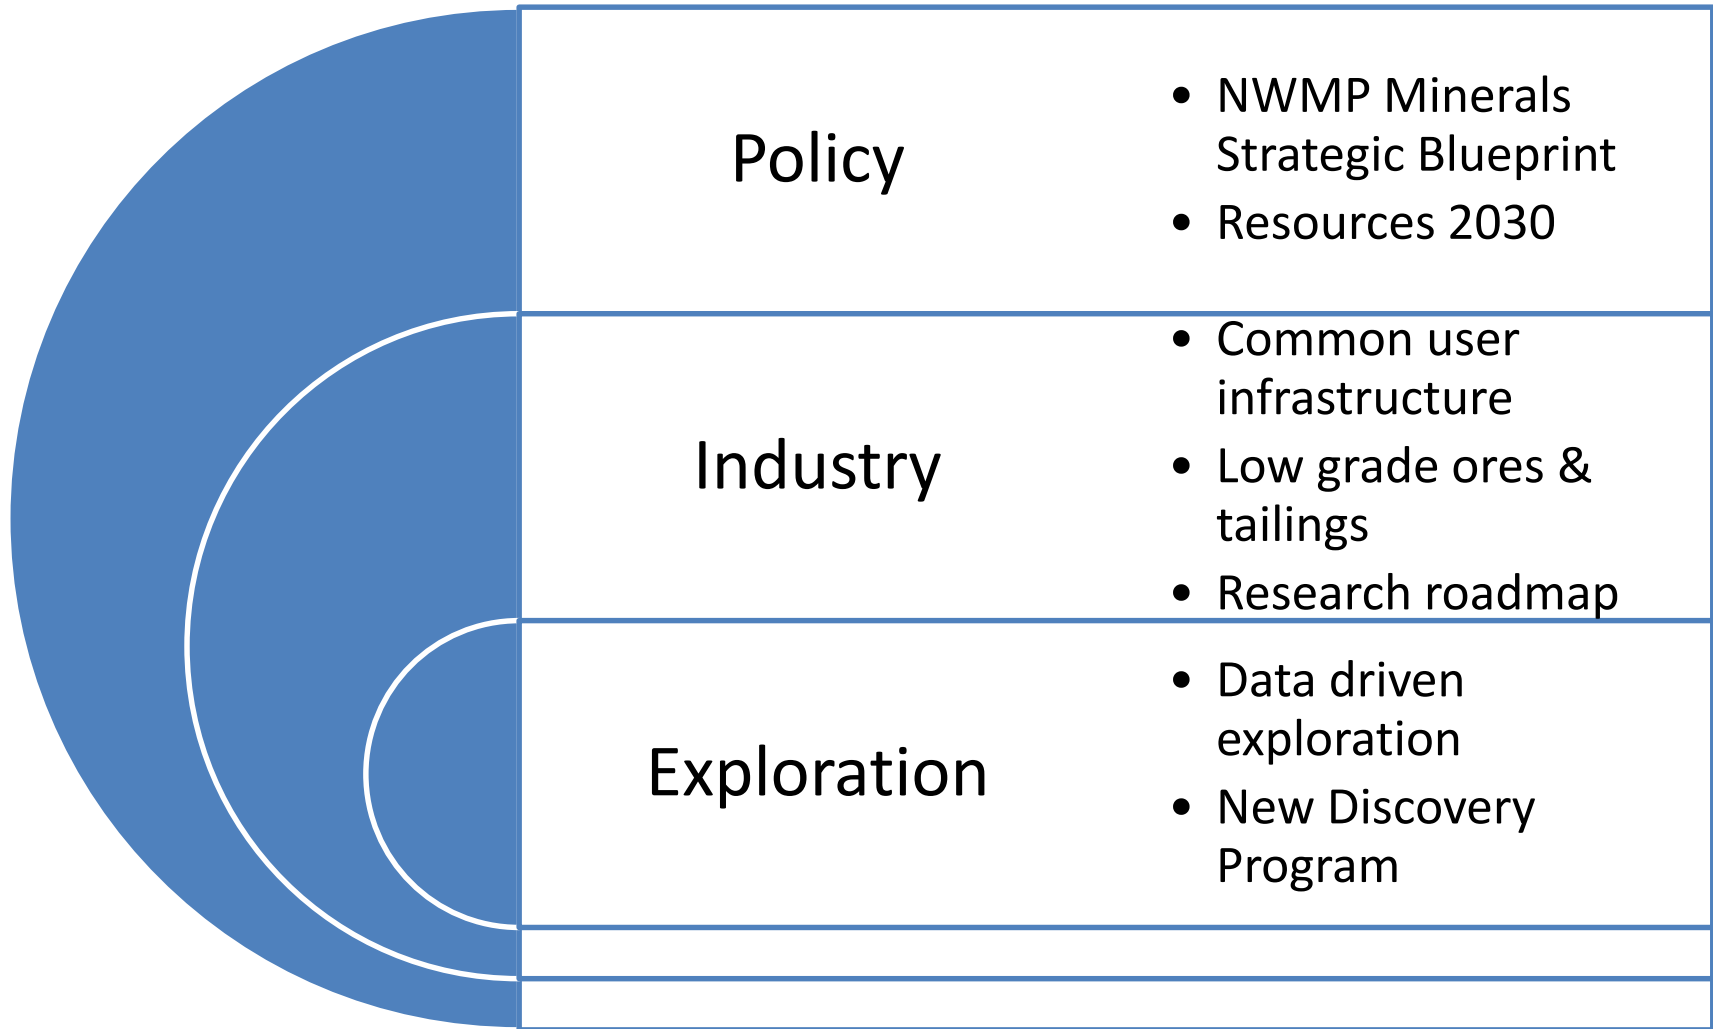 Policy
• NWMP Minerals
Strategic Blueprint
• Resources 2030
Industry
• Common user
infrastructure
• Low grade ores &
tailings
• Research roadmap
Exploration
• Data driven
exploration
• New Discovery
Program